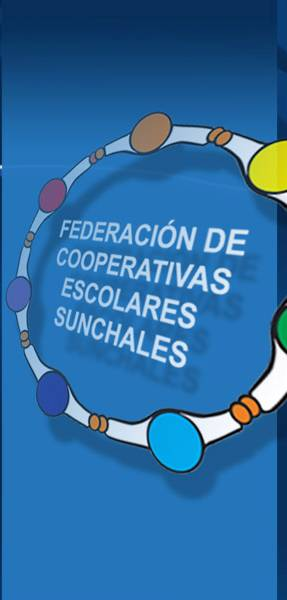 FEDERACIÓN DE
COOPERATIVAS
ESCOLARES
SUNCHALES